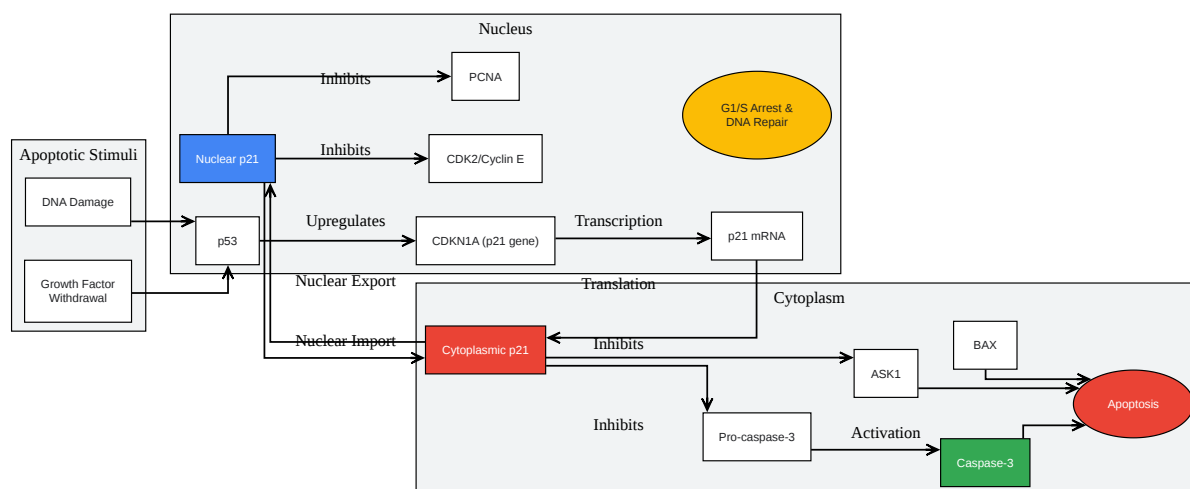 Nucleus
Inhibits
PCNA
G1/S Arrest &
DNA Repair
Apoptotic Stimuli
Nuclear p21
Inhibits
CDK2/Cyclin E
DNA Damage
p53
Upregulates
CDKN1A (p21 gene)
Transcription
p21 mRNA
Growth Factor
Withdrawal
Nuclear Export
Translation
Cytoplasm
Nuclear Import
Cytoplasmic p21
Inhibits
ASK1
BAX
Apoptosis
Inhibits
Pro-caspase-3
Activation
Caspase-3